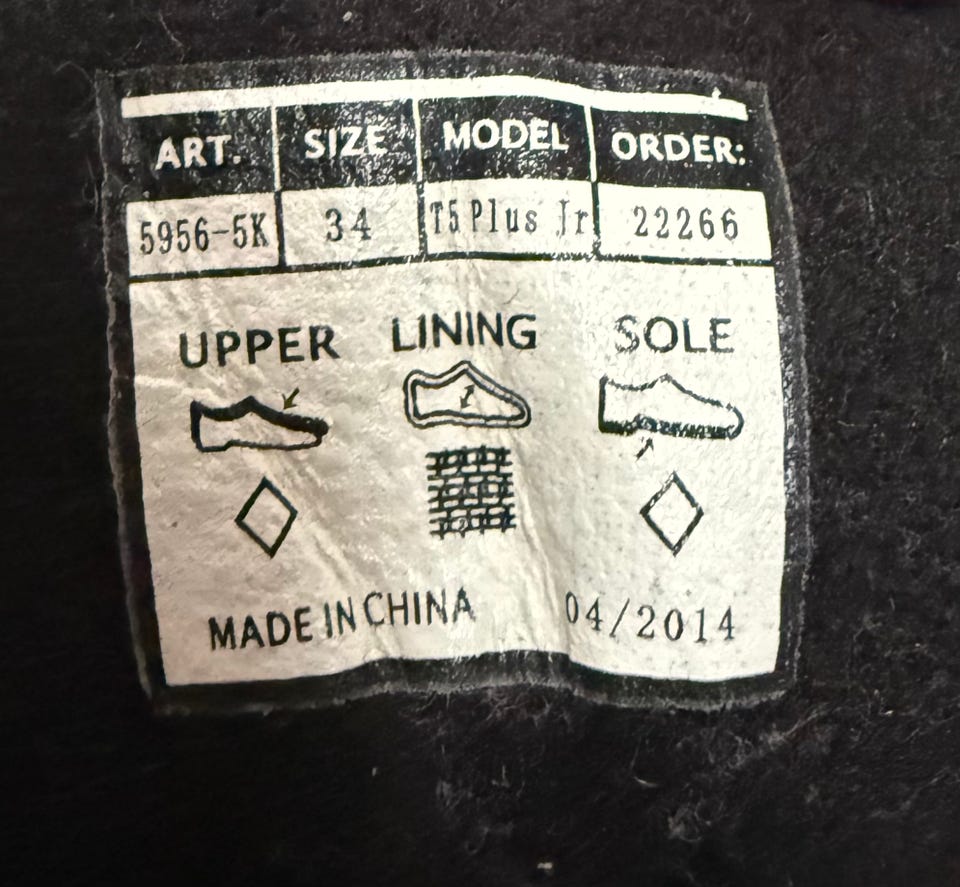 ART. SIZE MODEL ORDER:
5956-5K 34 T5 Plus Jr 22266
UPPER LINING SOLE
MADE IN CHINA 04/2014